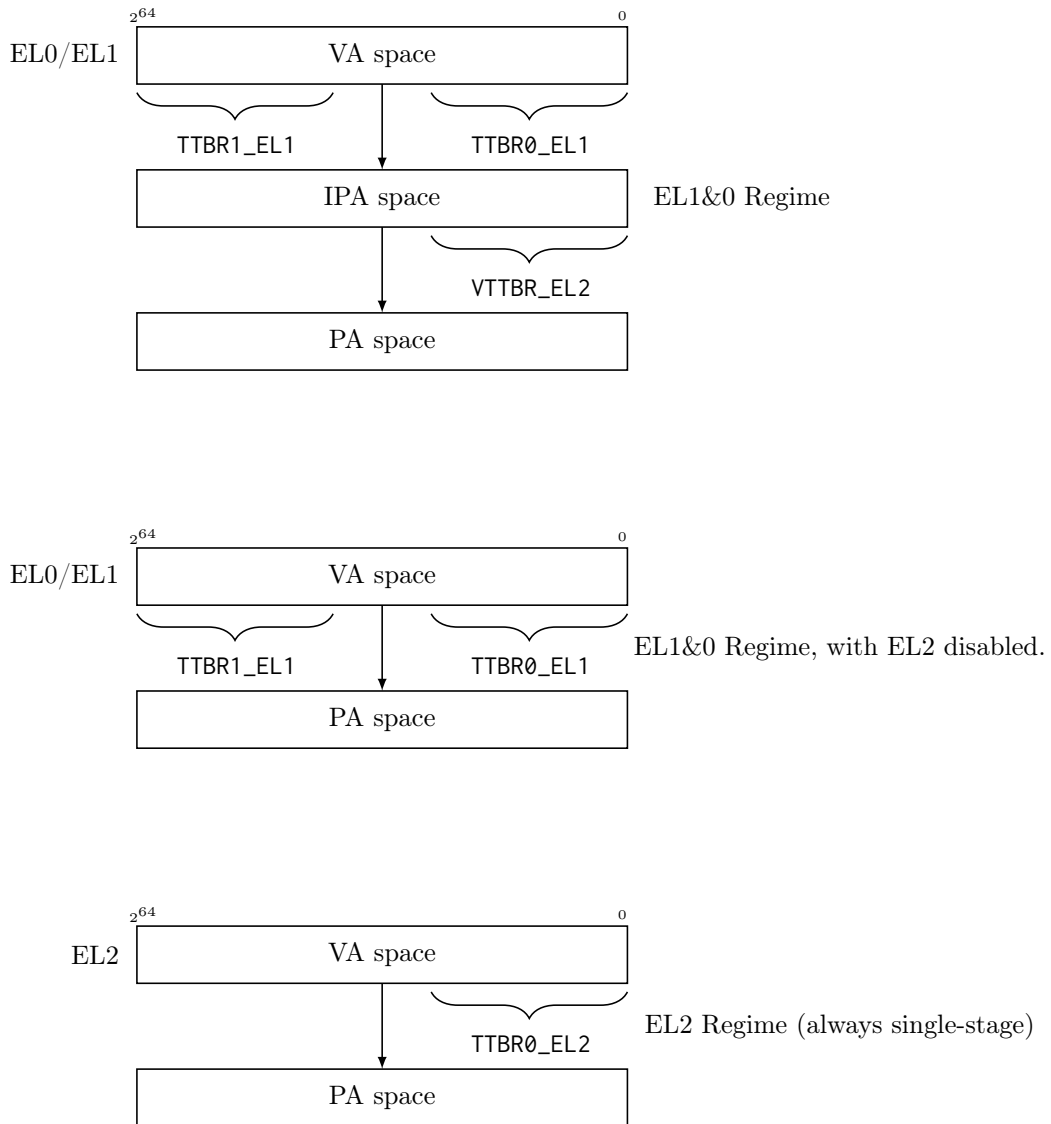 2^64 0
EL0/EL1 VA space
TTBR1_EL1 TTBR0_EL1
IPA space EL1&0 Regime
VTTBR_EL2
PA space
2^64 0
EL0/EL1 VA space
EL1&0 Regime, with EL2 disabled.
TTBR1_EL1 TTBR0_EL1
PA space
2^64 0
EL2 VA space
EL2 Regime (always single-stage)
TTBR0_EL2
PA space